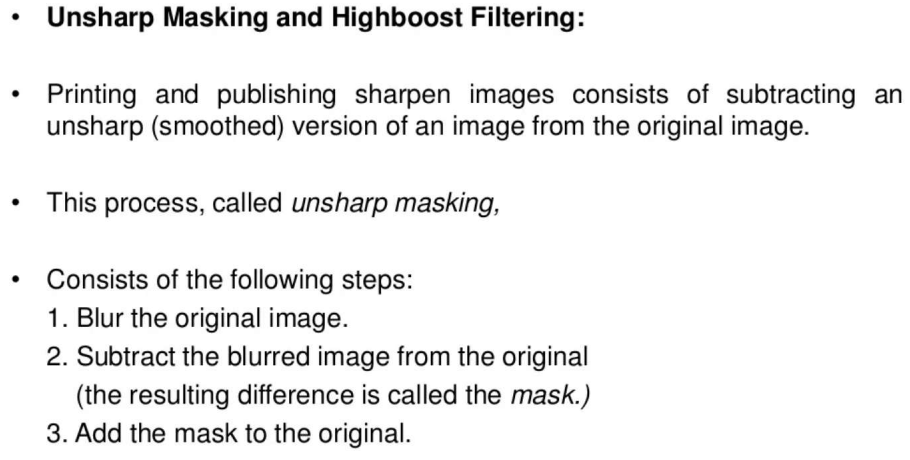 • Unsharp Masking and Highboost Filtering:
• Printing and publishing sharpen images consists of subtracting an
unsharp (smoothed) version of an image from the original image.
• This process, called unsharp masking,
• Consists of the following steps:
1. Blur the original image.
2. Subtract the blurred image from the original
(the resulting difference is called the mask.)
3. Add the mask to the original.